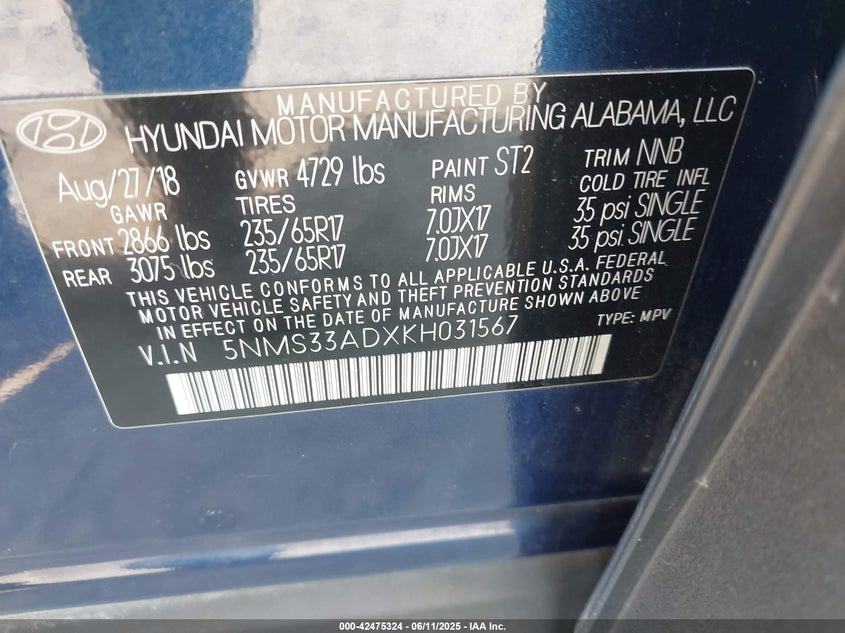 MANUFACTURED BY
HYUNDAI MOTOR MANUFACTURING ALABAMA, LLC
Aug/27/18 GVWR 4729 lbs PAINT ST2 TRIM NNB
GAWR TIRES RIMS COLD TIRE INFL
FRONT 2866 lbs 235/65R17 7.0JX17 35 psi SINGLE
REAR 3075 lbs 235/65R17 7.0JX17 35 psi SINGLE
THIS VEHICLE CONFORMS TO ALL APPLICABLE U.S.A. FEDERAL
MOTOR VEHICLE SAFETY AND THEFT PREVENTION STANDARDS
IN EFFECT ON THE DATE OF MANUFACTURE SHOWN ABOVE
V.I.N 5NMS33ADXKH031567 TYPE: MPV
000-42475324 | 06/11/2025 | IAA Inc.